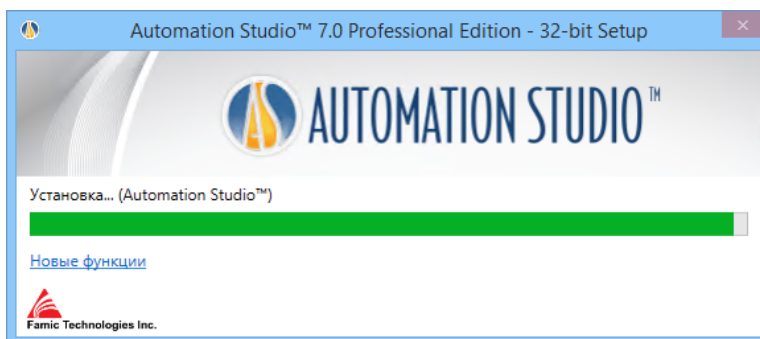 Automation Studio™ 7.0 Professional Edition - 32-bit Setup
AUTOMATION STUDIO™
Установка... (Automation Studio™)
Новые функции
Famic Technologies Inc.